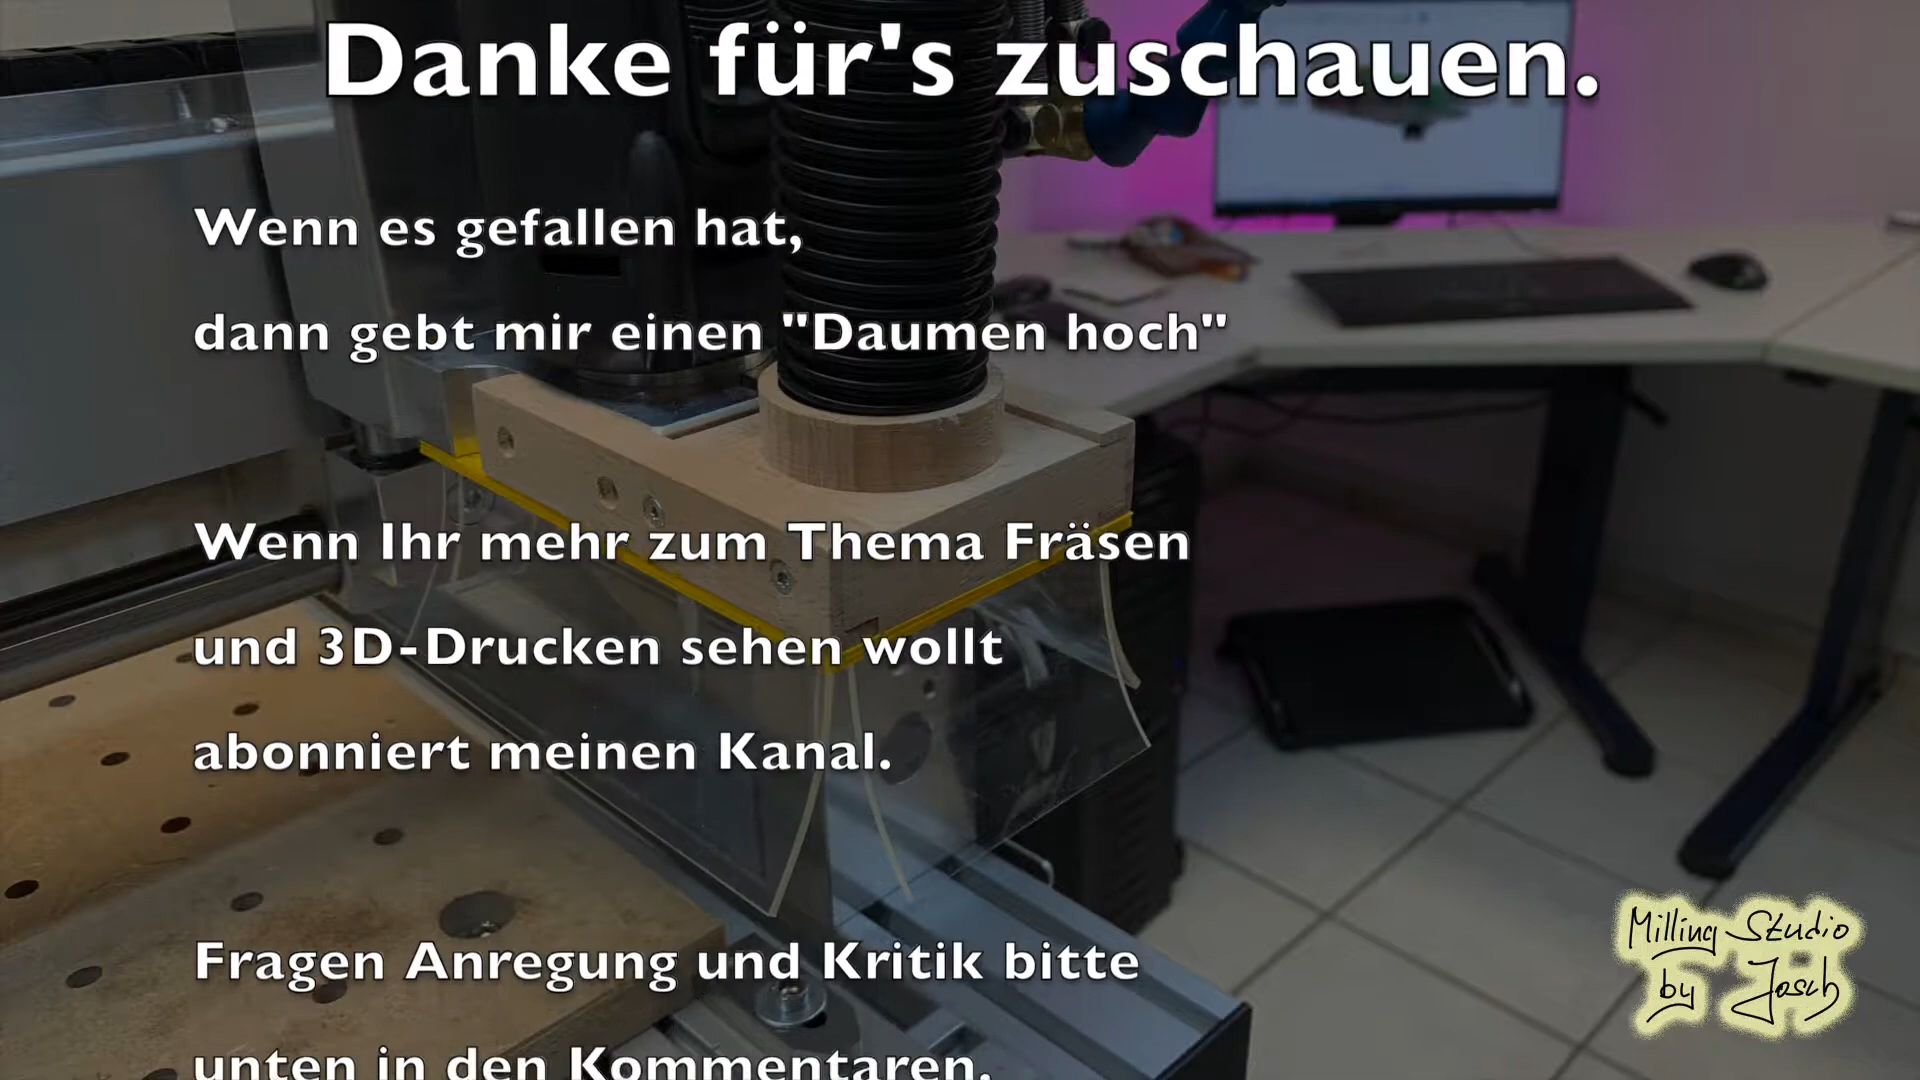 Danke für's zuschauen.
Wenn es gefallen hat,
dann gebt mir einen "Daumen hoch"
Wenn Ihr mehr zum Thema Fräsen
und 3D-Drucken sehen wollt
abonniert meinen Kanal.
Fragen Anregung und Kritik bitte
unten in den Kommentaren.
Milling Studio
by Josch